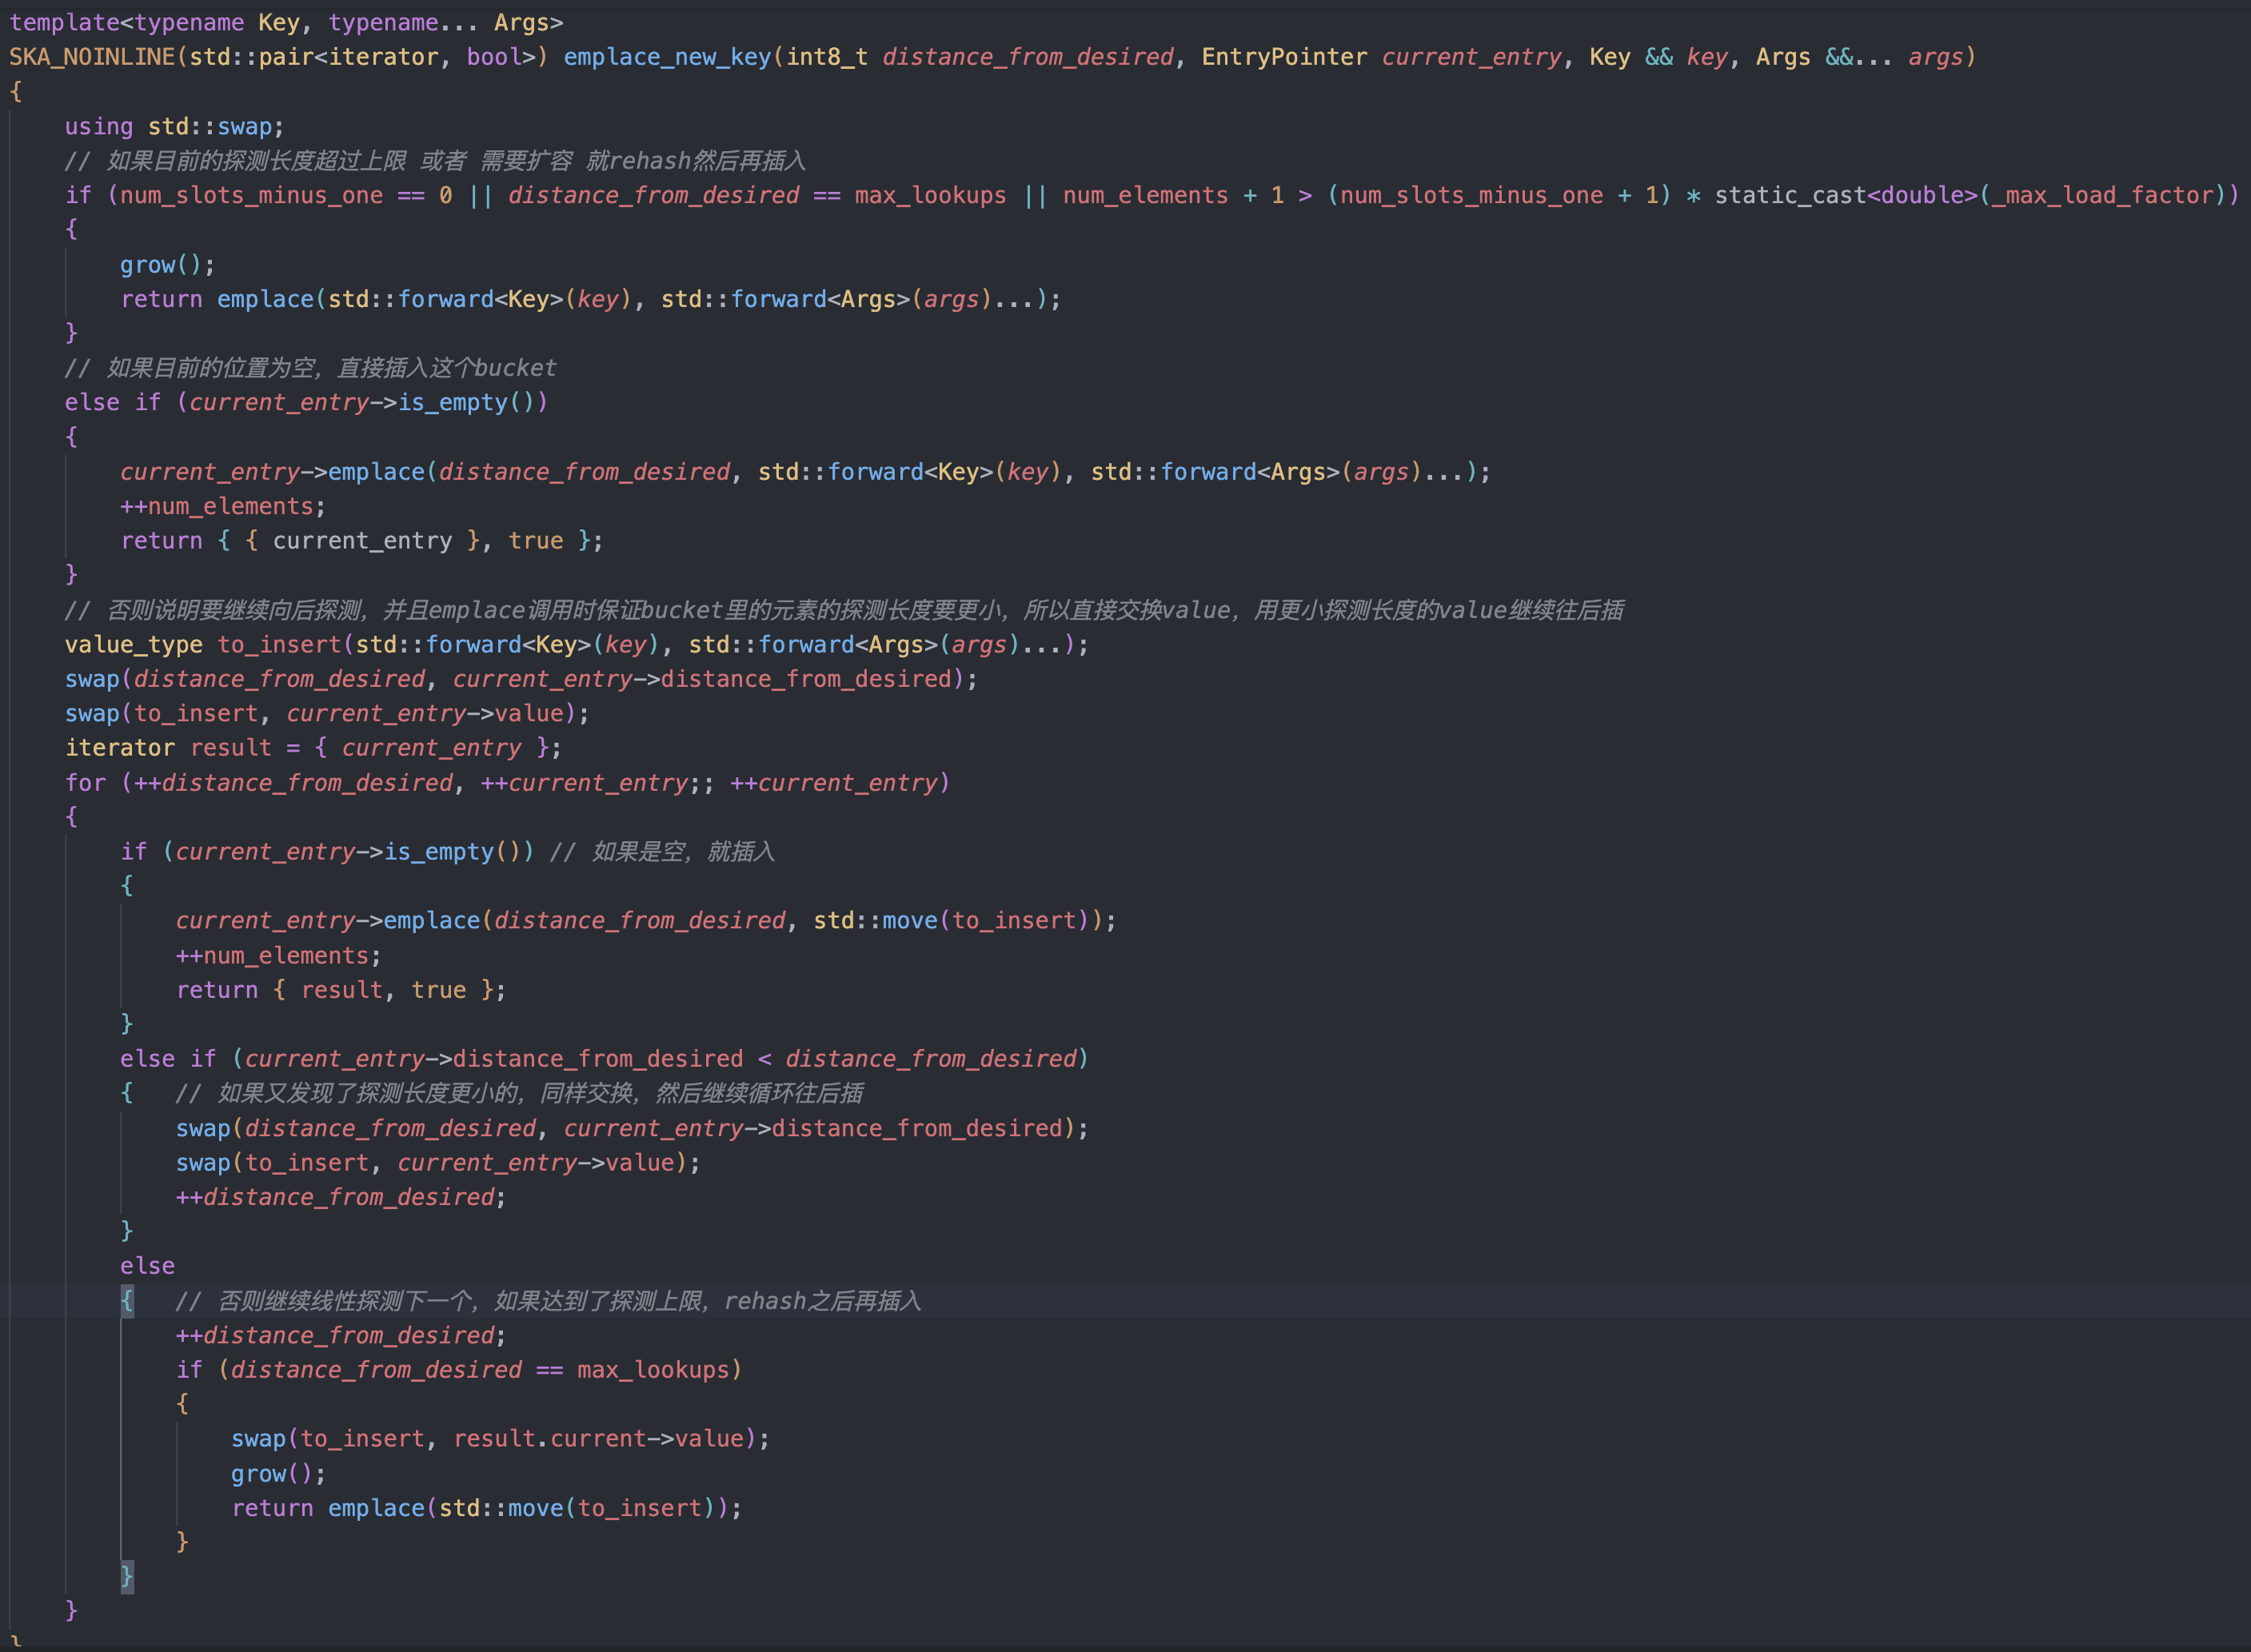 template<typename Key, typename... Args>
SKA_NOINLINE(std::pair<iterator, bool>) emplace_new_key(int8_t distance_from_desired, EntryPointer current_entry, Key && key, Args &&... args)
{
    using std::swap;
    // 如果目前的探测长度超过上限 或者 需要扩容 就rehash然后再插入
    if (num_slots_minus_one == 0 || distance_from_desired == max_lookups || num_elements + 1 > (num_slots_minus_one + 1) * static_cast<double>(_max_load_factor))
    {
        grow();
        return emplace(std::forward<Key>(key), std::forward<Args>(args)...);
    }
    // 如果目前的位置为空，直接插入这个bucket
    else if (current_entry->is_empty())
    {
        current_entry->emplace(distance_from_desired, std::forward<Key>(key), std::forward<Args>(args)...);
        ++num_elements;
        return { { current_entry }, true };
    }
    // 否则说明要继续向后探测，并且emplace调用时保证bucket里的元素的探测长度要更小，所以直接交换value，用更小探测长度的value继续往后插
    value_type to_insert(std::forward<Key>(key), std::forward<Args>(args)...);
    swap(distance_from_desired, current_entry->distance_from_desired);
    swap(to_insert, current_entry->value);
    iterator result = { current_entry };
    for (++distance_from_desired, ++current_entry;; ++current_entry)
    {
        if (current_entry->is_empty()) // 如果是空，就插入
        {
            current_entry->emplace(distance_from_desired, std::move(to_insert));
            ++num_elements;
            return { result, true };
        }
        else if (current_entry->distance_from_desired < distance_from_desired)
        {   // 如果又发现了探测长度更小的，同样交换，然后继续循环往后插
            swap(distance_from_desired, current_entry->distance_from_desired);
            swap(to_insert, current_entry->value);
            ++distance_from_desired;
        }
        else
        {   // 否则继续线性探测下一个，如果达到了探测上限，rehash之后再插入
            ++distance_from_desired;
            if (distance_from_desired == max_lookups)
            {
                swap(to_insert, result.current->value);
                grow();
                return emplace(std::move(to_insert));
            }
        }
    }
}